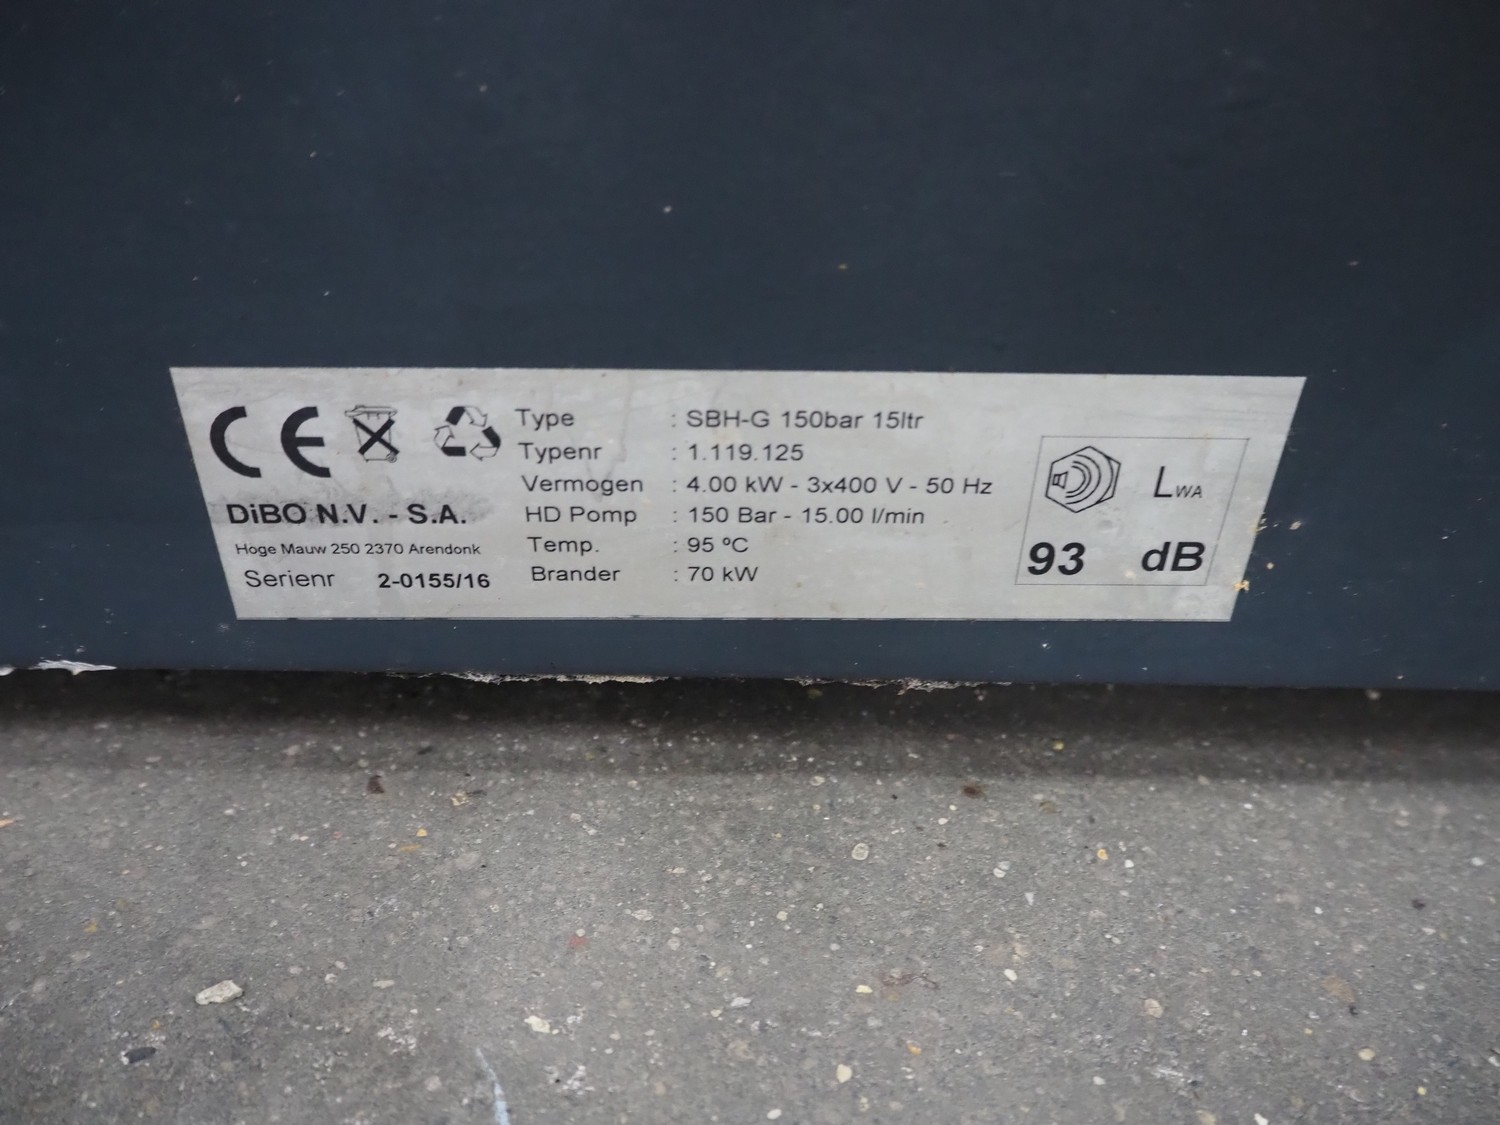 CE
DiBO N.V. - S.A.
Hoge Mauw 250 2370 Arendonk
Serienr 2-0155/16
Type : SBH-G 150bar 15ltr
Typenr : 1.119.125
Vermogen : 4.00 kW - 3x400 V - 50 Hz
HD Pomp : 150 Bar - 15.00 l/min
Temp. : 95 ºC
Brander : 70 kW
LWA
93 dB